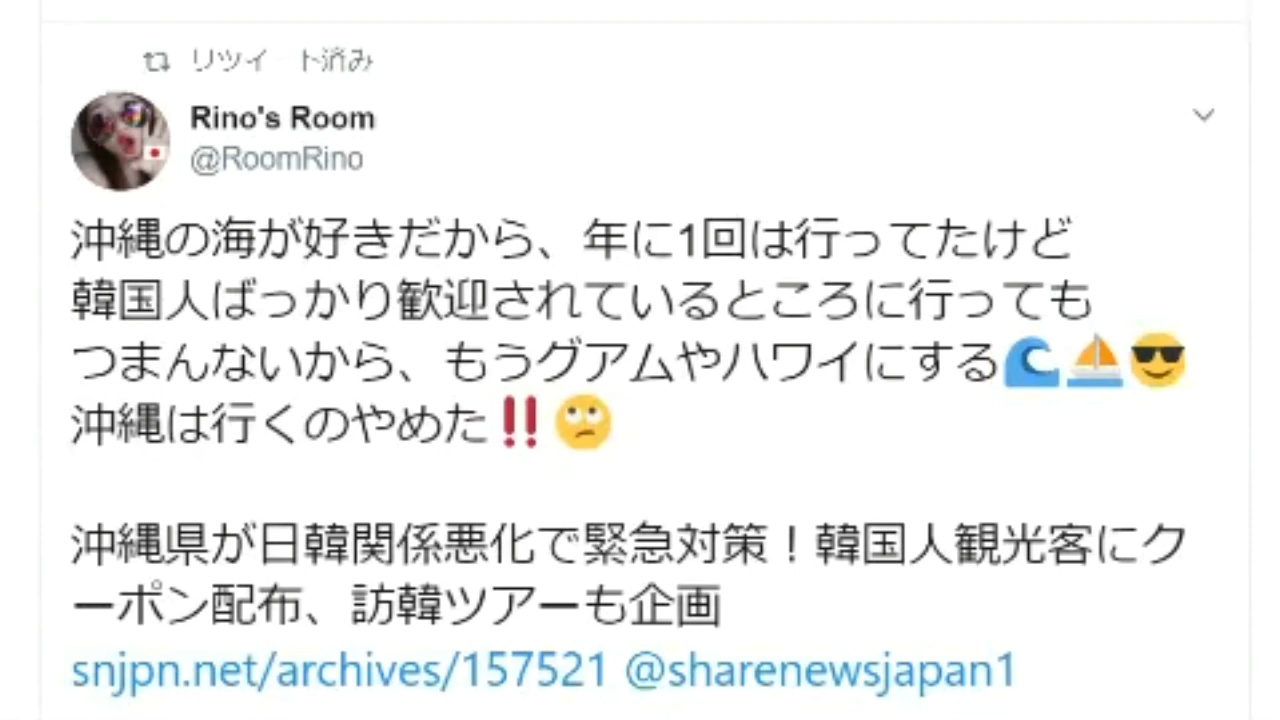 リツイート済み
Rino's Room
@RoomRino
沖縄の海が好きだから、年に1回は行ってたけど
韓国人ばっかり歓迎されているところに行っても
つまんないから、もうグアムやハワイにする🌊⛵😎
沖縄は行くのやめた‼️🙄
沖縄県が日韓関係悪化で緊急対策！韓国人観光客にク
ーポン配布、訪韓ツアーも企画
snjpn.net/archives/157521 @sharenewsjapan1